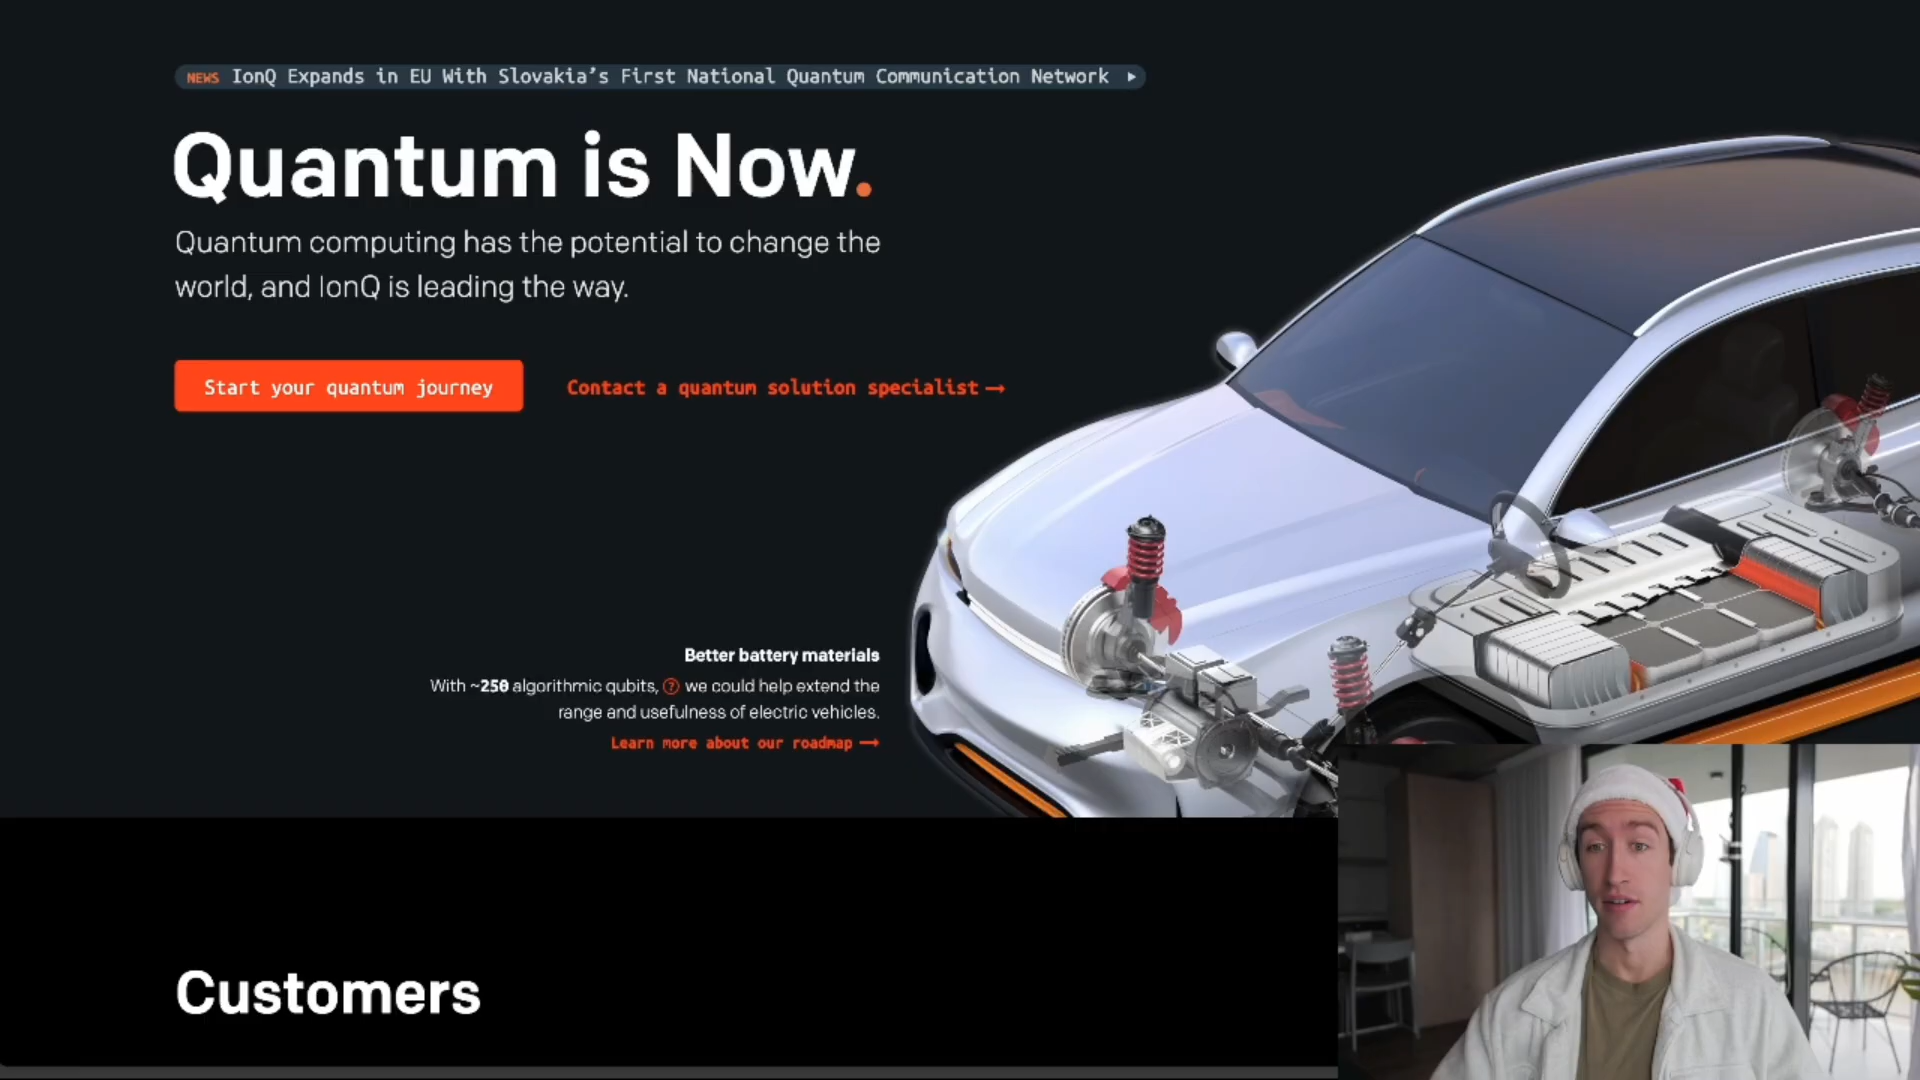 NEWS IonQ Expands in EU With Slovakia’s First National Quantum Communication Network
Quantum is Now.
Quantum computing has the potential to change the
world, and IonQ is leading the way.
Start your quantum journey
Contact a quantum solution specialist →
Better battery materials
With ~250 algorithmic qubits, ? we could help extend the
range and usefulness of electric vehicles.
Learn more about our roadmap →
Customers